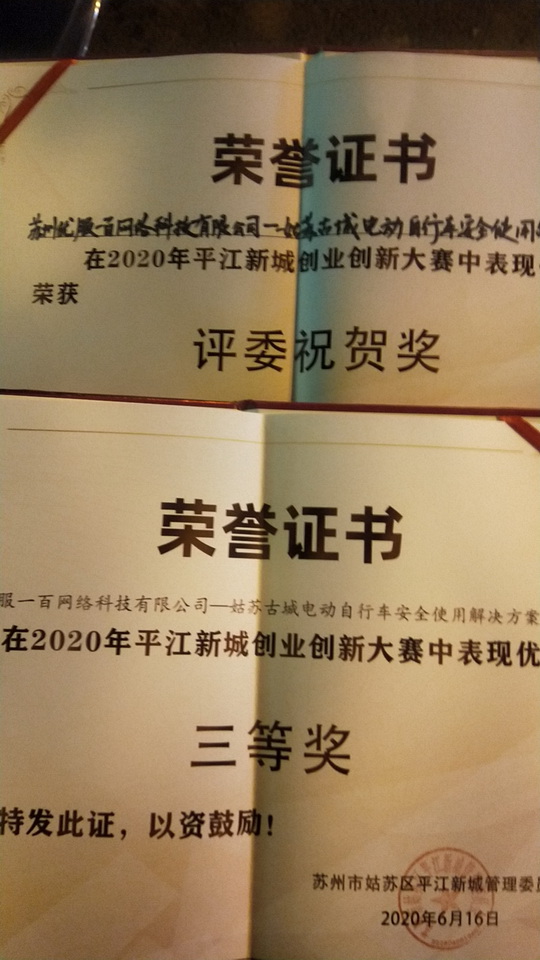 荣誉证书
苏州优服一百网络科技有限公司—姑苏古城电动自行车安全使用
在2020年平江新城创业创新大赛中表现
荣获
评委祝贺奖
荣誉证书
服一百网络科技有限公司—姑苏古城电动自行车安全使用解决方案
在2020年平江新城创业创新大赛中表现优
三等奖
特发此证，以资鼓励！
苏州市姑苏区平江新城管理委员
2020年6月16日